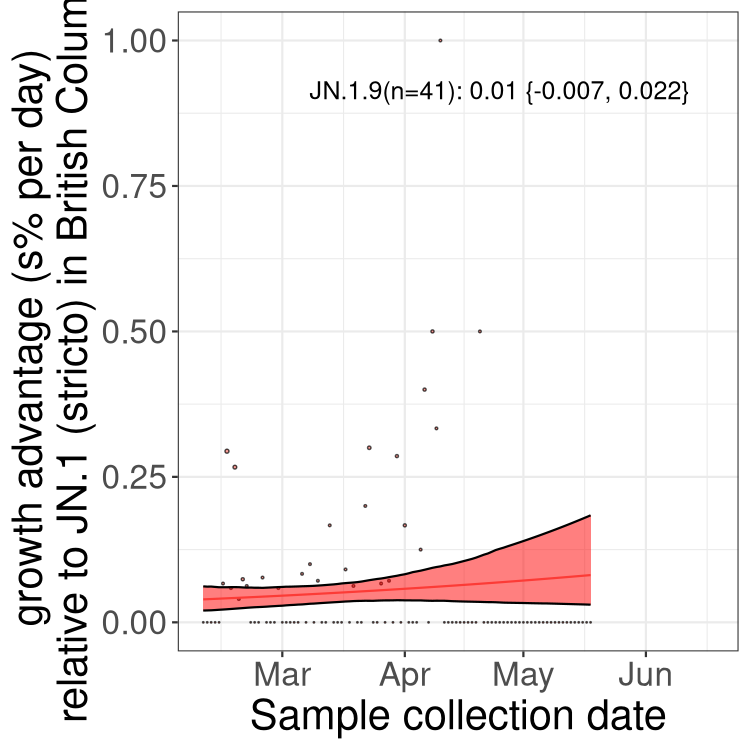 growth advantage (s% per day)
relative to JN.1 (stricto) in British Colum
1.00
0.75
0.50
0.25
0.00
JN.1.9(n=41): 0.01 {-0.007, 0.022}
Mar
Apr
May
Jun
Sample collection date